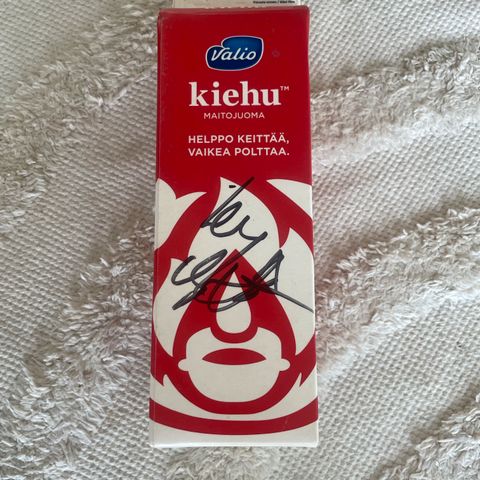 Valio
kiehu™
MAITOJUOMA
HELPPO KEITTÄÄ,
VAIKEA POLTTAA.